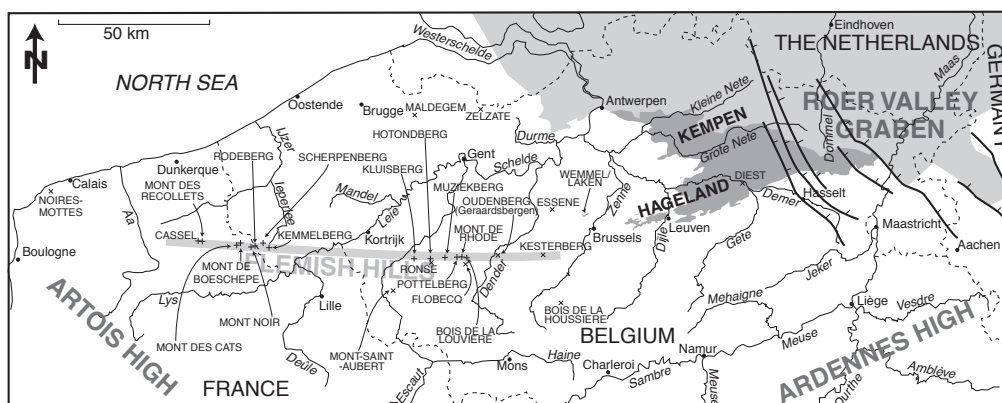 50 km
N
NORTH SEA
Westerschelde
Eindhoven
THE NETHERLANDS
GERMANY
Maas
Oostende
Brugge
MALDEGEM
ZELZATE
Antwerpen
Kleine Nete
KEMPEN
ROER VALLEY
GRABEN
Dommel
HOTONDBERG
Durme
Grote Nete
IJzer
RODEBERG
SCHERPENBERG
KLUISBERG
Gent
Schelde
Dunkerque
Calais
NOIRES-
MOTTES
MONT DES
RECOLLETS
Aa
Ieperlee
Mandel
Leie
MUZIEKBERG
OUDENBERG
(Geraardsbergen)
WEMMEL/
LAKEN
ESSENE
Zenne
HAGELAND
DIEST
Demer
Hasselt
Boulogne
CASSEL
KEMMELBERG
Kortrijk
MONT DE
RHODE
KESTERBERG
Brussels
Dijle
Leuven
Gete
Maastricht
Aachen
FLEMISH HILLS
MONT DE
BOESCHEPE
RONSE
Dender
Lys
Lille
POTTELBERG
FLOBECQ
Jeker
Mehaigne
Liège
Vesdre
ARTOIS HIGH
MONT NOIR
MONT DES CATS
Deûle
MONT-SAINT
-AUBERT
BOIS DE LA
LOUVIÈRE
BOIS DE LA
HOUSSIERE
BELGIUM
Meuse
ARDENNES HIGH
FRANCE
Escaut
Mons
Haine
Charleroi
Sambre
Namur
Meuse
Ourthe
Amblève